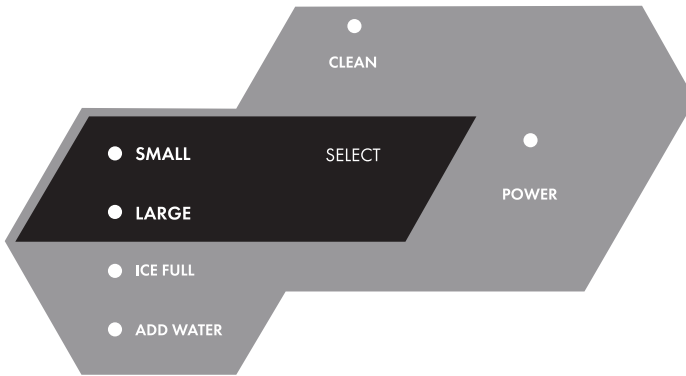 CLEAN
SMALL SELECT
LARGE
POWER
ICE FULL
ADD WATER